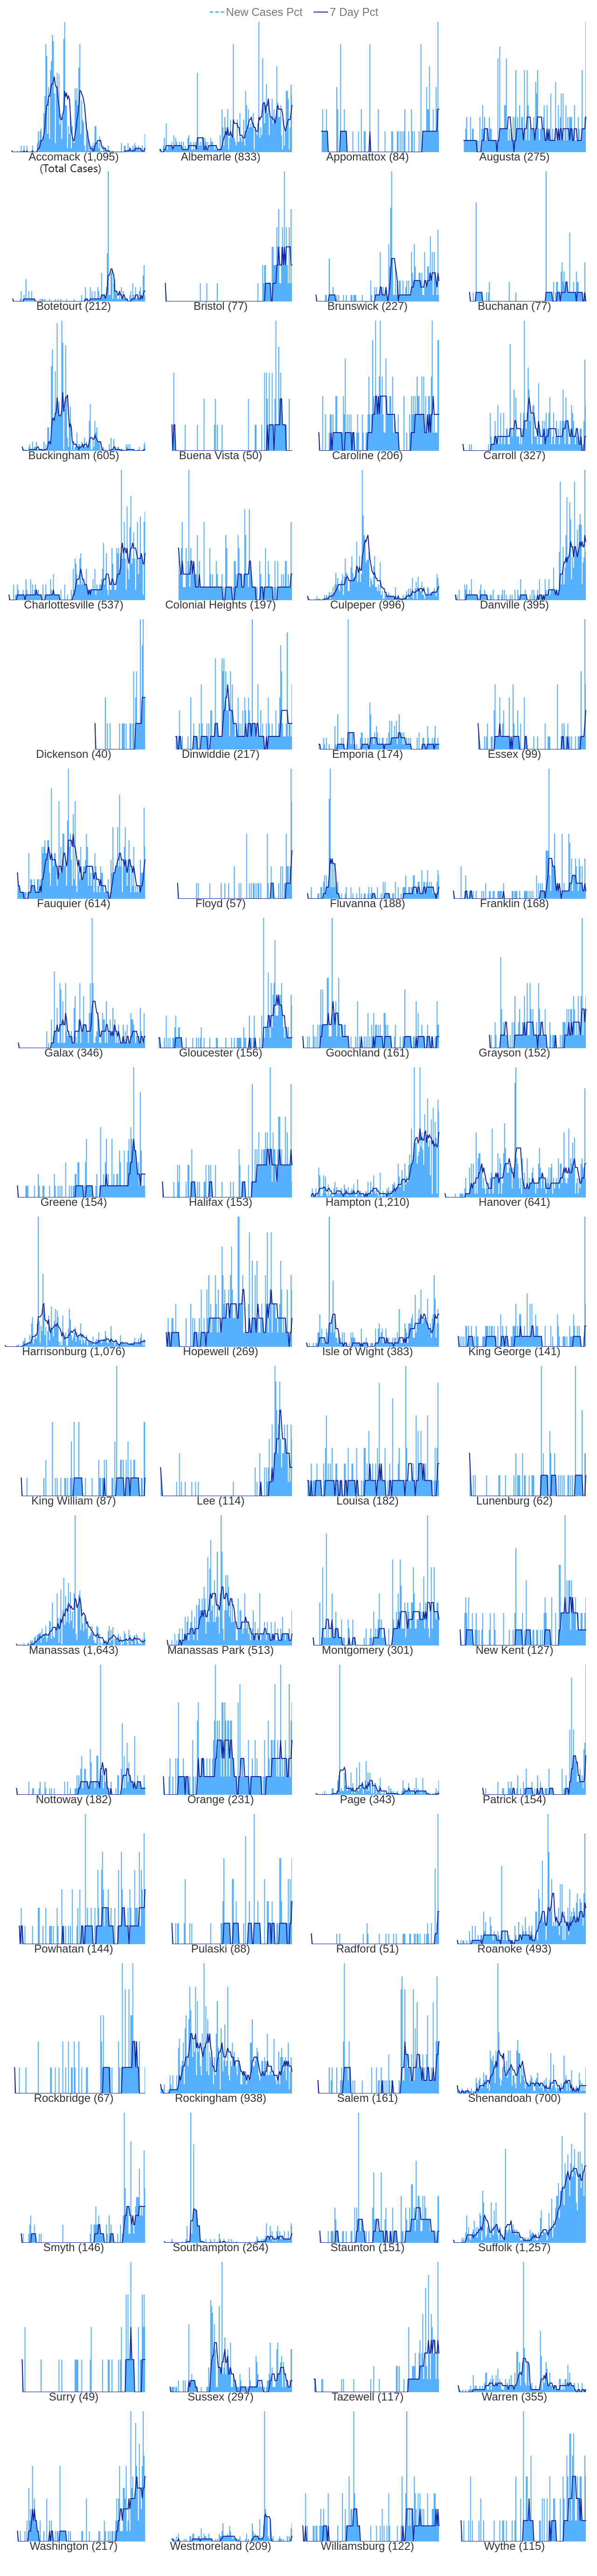 New Cases Pct 7 Day Pct
Accomack (1,095) Albemarle (833) Appomattox (84) Augusta (275)
(Total Cases)
Botetourt (212) Bristol (77) Brunswick (227) Buchanan (77)
Buckingham (605) Buena Vista (50) Caroline (206) Carroll (327)
Charlottesville (537) Colonial Heights (197) Culpeper (996) Danville (395)
Dickenson (40) Dinwiddie (217) Emporia (174) Essex (99)
Fauquier (614) Floyd (57) Fluvanna (188) Franklin (168)
Galax (346) Gloucester (156) Goochland (161) Grayson (152)
Greene (154) Halifax (153) Hampton (1,210) Hanover (641)
Harrisonburg (1,076) Hopewell (269) Isle of Wight (383) King George (141)
King William (87) Lee (114) Louisa (182) Lunenburg (62)
Manassas (1,643) Manassas Park (513) Montgomery (301) New Kent (127)
Nottoway (182) Orange (231) Page (343) Patrick (154)
Powhatan (144) Pulaski (88) Radford (51) Roanoke (493)
Rockbridge (67) Rockingham (938) Salem (161) Shenandoah (700)
Smyth (146) Southampton (264) Staunton (151) Suffolk (1,257)
Surry (49) Sussex (297) Tazewell (117) Warren (355)
Washington (217) Westmoreland (209) Williamsburg (122) Wythe (115)